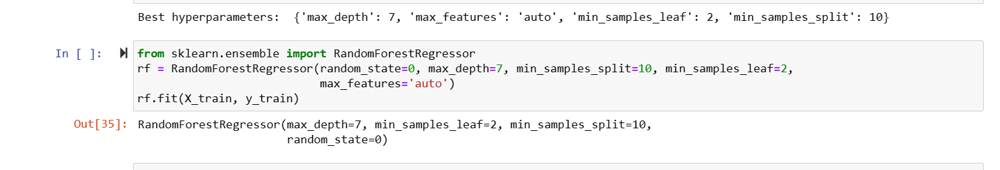 Best hyperparameters:  {'max_depth': 7, 'max_features': 'auto', 'min_samples_leaf': 2, 'min_samples_split': 10}
In [ ]:
from sklearn.ensemble import RandomForestRegressor
rf = RandomForestRegressor(random_state=0, max_depth=7, min_samples_split=10, min_samples_leaf=2,
                           max_features='auto')
rf.fit(X_train, y_train)
Out[35]: RandomForestRegressor(max_depth=7, min_samples_leaf=2, min_samples_split=10,
                      random_state=0)